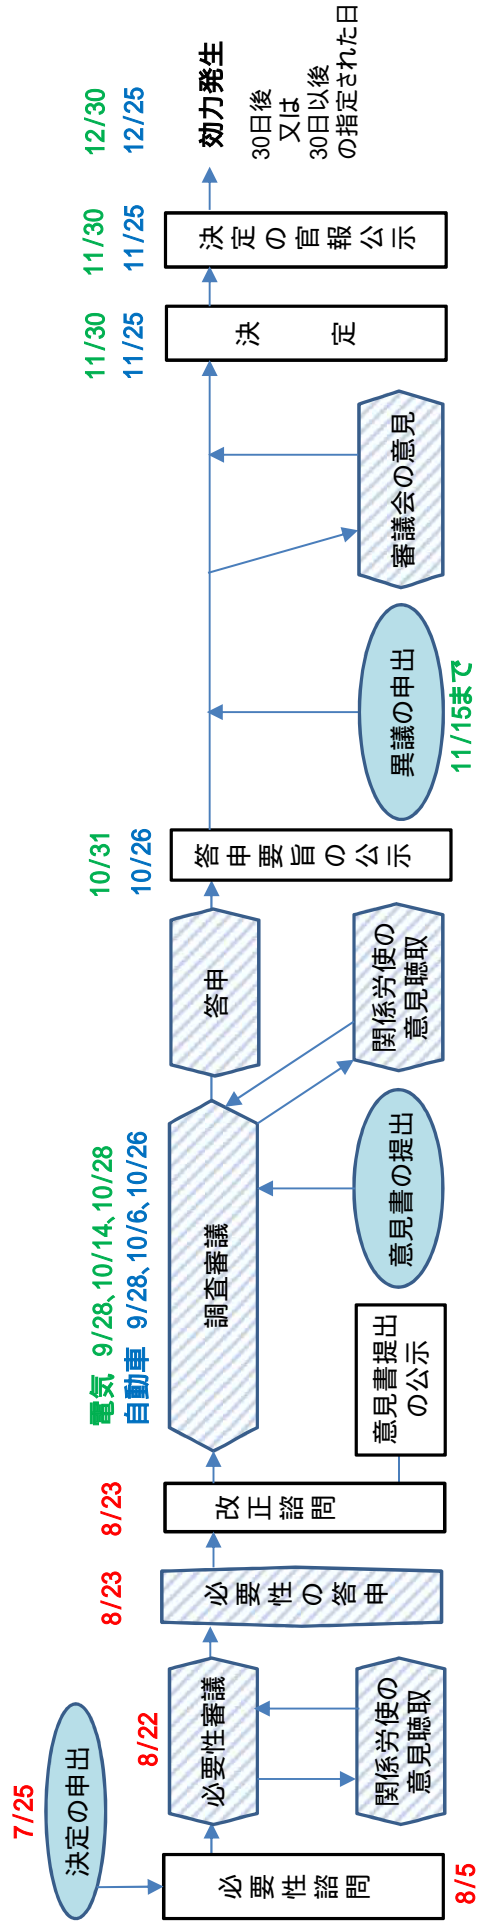 7/25
決定の申出
必要性諮問
8/5
8/22
必要性審議
関係労使の
意見聴取
8/23
必要性の答申
8/23
改正諮問
意見書提出
の公示
電気 9/28、10/14、10/28
自動車 9/28、10/6、10/26
調査審議
意見書の提出
関係労使の
意見聴取
答申
10/31
10/26
答申要旨の公示
異議の申出
11/15まで
審議会の意見
11/30
11/25
決定
11/30
11/25
決定の官報公示
12/30
12/25
効力発生
30日後
又は
30日以後
の指定された日